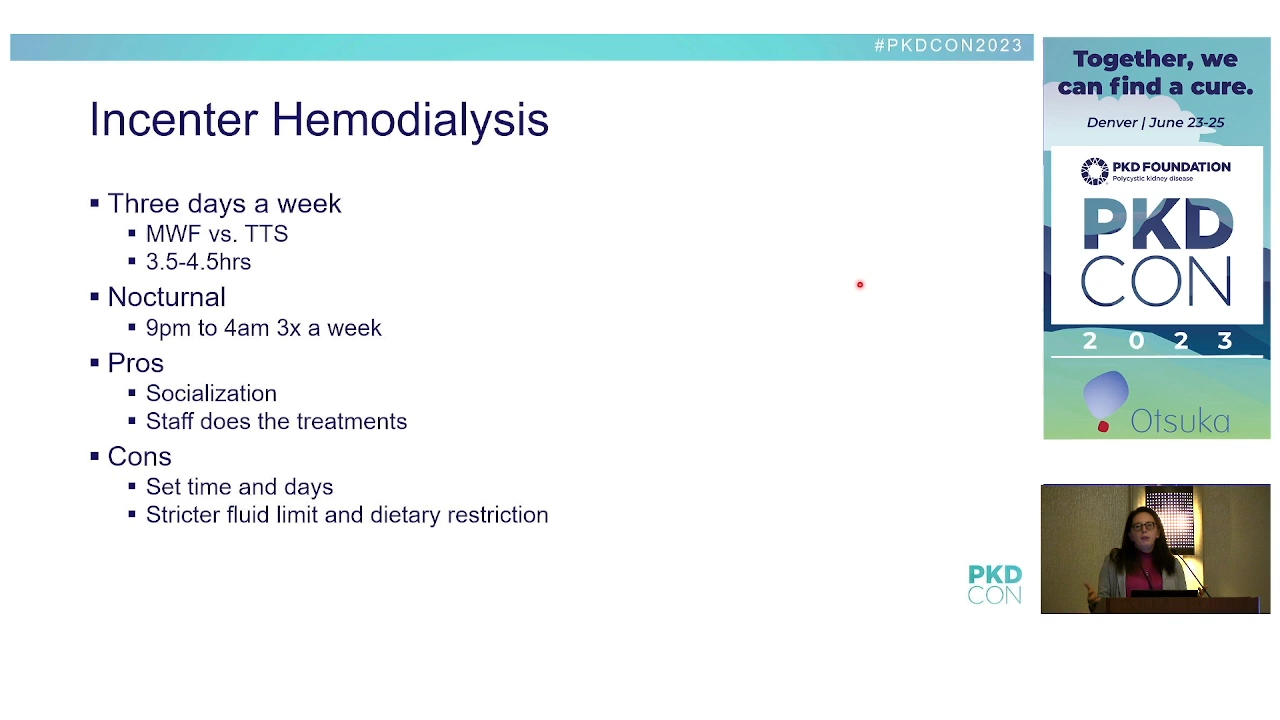 #PKDCON2023
Incenter Hemodialysis
Three days a week
MWF vs. TTS
3.5-4.5hrs
Nocturnal
9pm to 4am 3x a week
Pros
Socialization
Staff does the treatments
Cons
Set time and days
Stricter fluid limit and dietary restriction
PKD
CON
Together, we
can find a cure.
Denver | June 23-25
PKD FOUNDATION
Polycystic kidney disease
PKD
CON
2 0 2 3
Otsuka